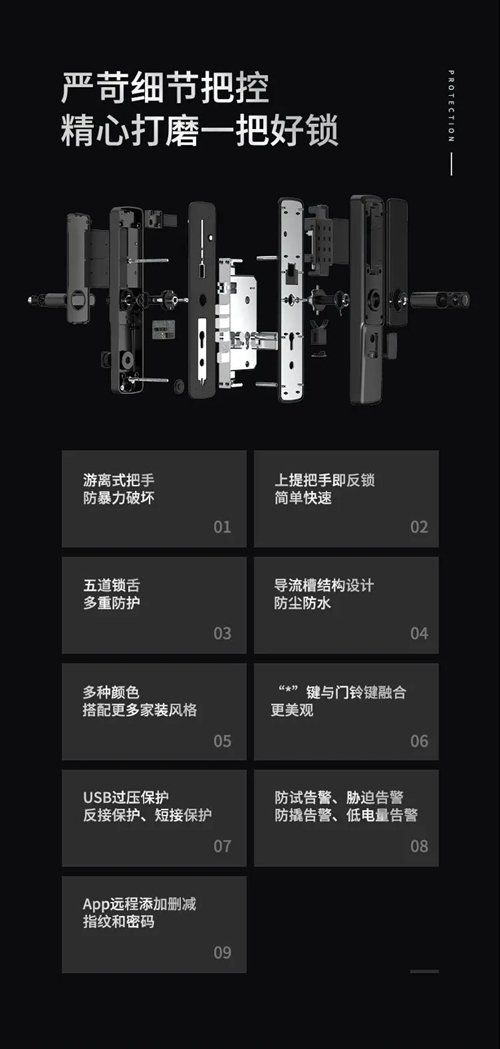 严苛细节把控
精心打磨一把好锁
PROTECTION
游离式把手
防暴力破坏
01
上提把手即反锁
简单快速
02
五道锁舌
多重防护
03
导流槽结构设计
防尘防水
04
多种颜色
搭配更多家装风格
05
“*”键与门铃键融合
更美观
06
USB过压保护
反接保护、短接保护
07
防试告警、胁迫告警
防撬告警、低电量告警
08
App远程添加删减
指纹和密码
09